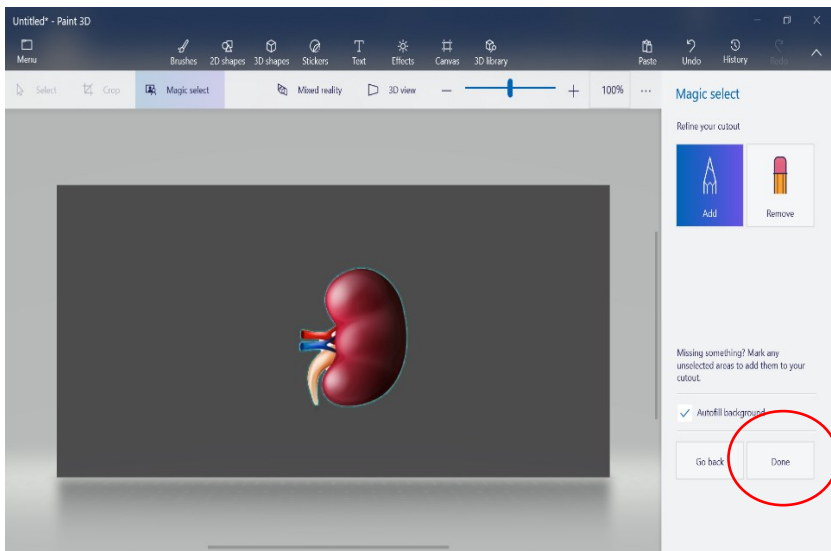 Untitled* - Paint 3D
Menu
Brushes 2D shapes 3D shapes Stickers Text Effects Canvas 3D library
Paste Undo History Redo
Select Crop Magic select Mixed reality 3D view 100%
Magic select
Refine your cutout
Add Remove
Missing something? Mark any
unselected areas to add them to your
cutout.
Autofill background
Go back Done